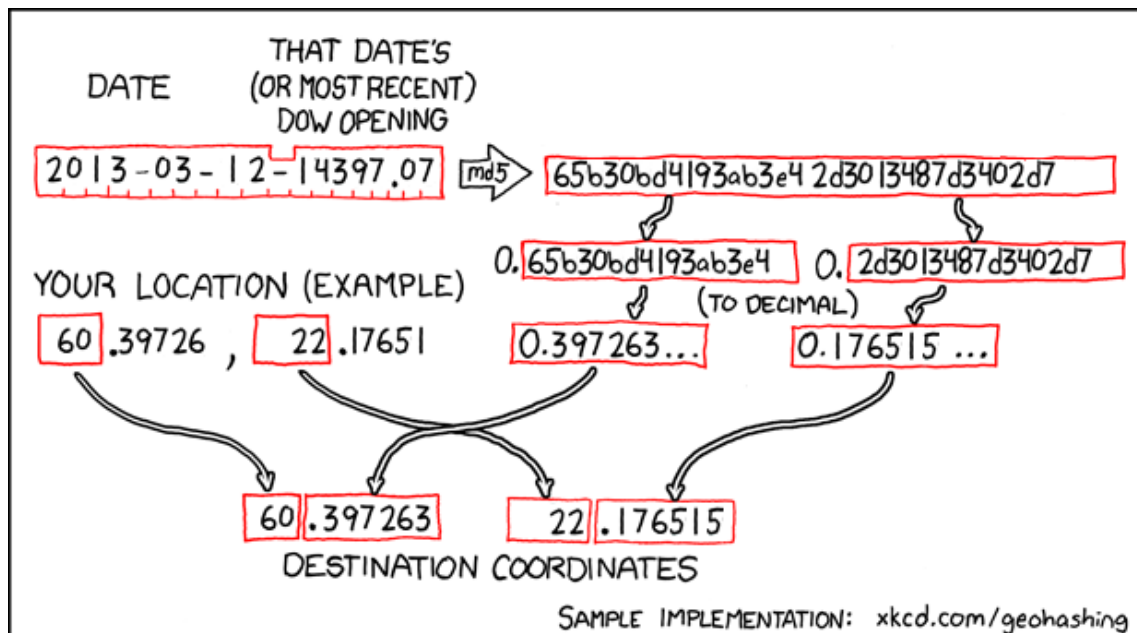 DATE
THAT DATE'S
(OR MOST RECENT)
DOW OPENING
2013-03-12-14397.07
md5
65b30bd4193ab3e42d3013487d3402d7
0.65b30bd4193ab3e4
0.2d3013487d3402d7
YOUR LOCATION (EXAMPLE)
(TO DECIMAL)
60.39726, 22.17651
0.397263...
0.176515...
60.397263
22.176515
DESTINATION COORDINATES
SAMPLE IMPLEMENTATION: xkcd.com/geohashing